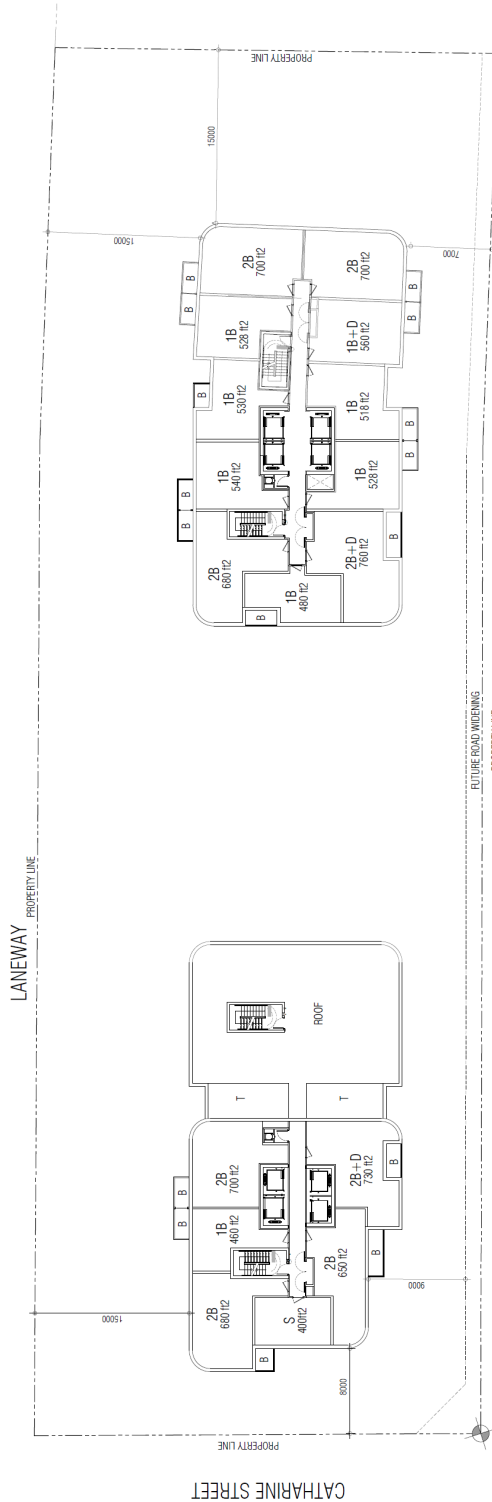 PROPERTY LINE
15000
15000
7000
B
B
2B
700 ft2
2B
700 ft2
B
B
1B
528 ft2
1B+D
560 ft2
B
1B
530 ft2
1B
518 ft2
B
B
B
B
1B
540 ft2
1B
528 ft2
2B
680 ft2
2B+D
760 ft2
B
B
1B
480 ft2
FUTURE ROAD WIDENING
LANEWAY
PROPERTY LINE
ROOF
T
T
B
B
2B
700 ft2
2B+D
730 ft2
B
1B
460 ft2
2B
650 ft2
B
2B
680 ft2
S
400ft2
B
15000
9000
8000
PROPERTY LINE
CATHARINE STREET